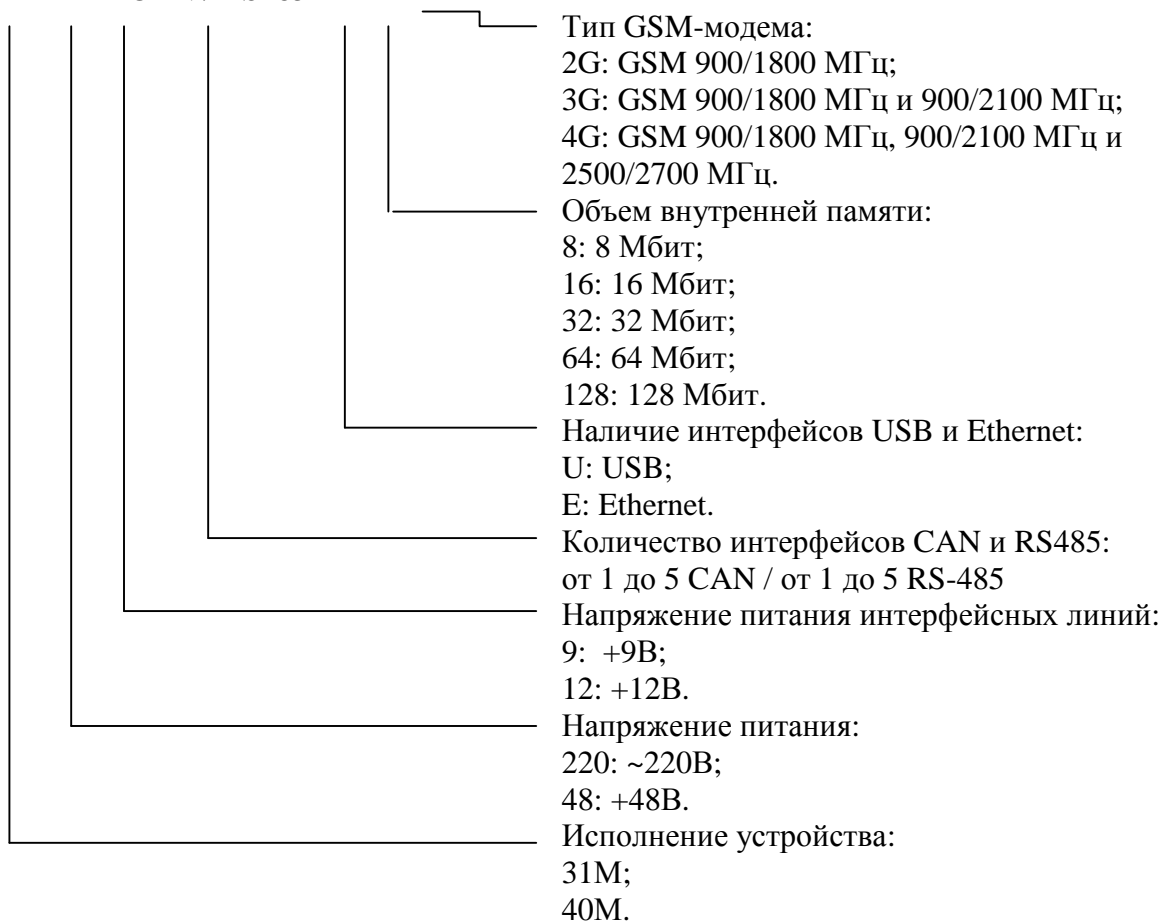 Тип GSM-модема:
2G: GSM 900/1800 МГц;
3G: GSM 900/1800 МГц и 900/2100 МГц;
4G: GSM 900/1800 МГц, 900/2100 МГц и
2500/2700 МГц.
Объем внутренней памяти:
8: 8 Мбит;
16: 16 Мбит;
32: 32 Мбит;
64: 64 Мбит;
128: 128 Мбит.
Наличие интерфейсов USB и Ethernet:
U: USB;
E: Ethernet.
Количество интерфейсов CAN и RS485:
от 1 до 5 CAN / от 1 до 5 RS-485
Напряжение питания интерфейсных линий:
9: +9В;
12: +12В.
Напряжение питания:
220: ~220В;
48: +48В.
Исполнение устройства:
31М;
40М.